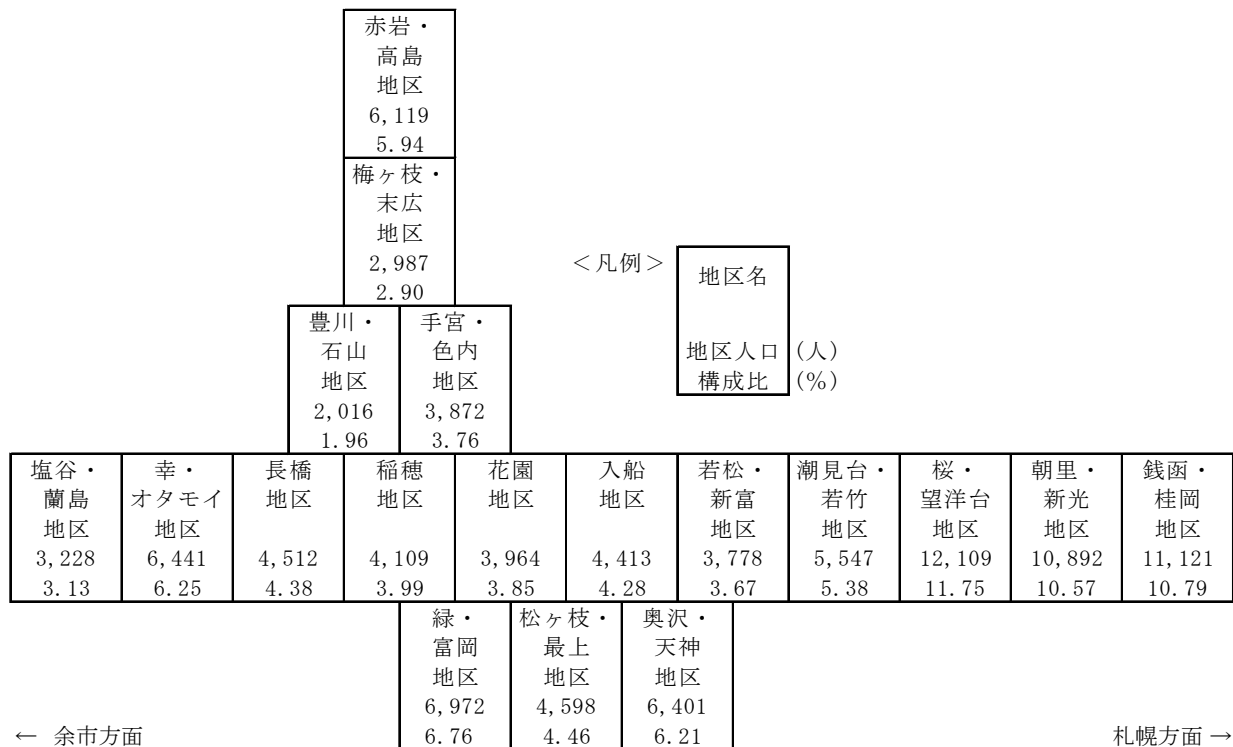 赤岩・
高島
地区
6,119
5.94
梅ヶ枝・
末広
地区
2,987
2.90
＜凡例＞
地区名
地区人口 (人)
構成比 (%)
豊川・
石山
地区
2,016
1.96
手宮・
色内
地区
3,872
3.76
塩谷・
蘭島
地区
3,228
3.13
幸・
オタモイ
地区
6,441
6.25
長橋
地区
4,512
4.38
稲穂
地区
4,109
3.99
花園
地区
3,964
3.85
入船
地区
4,413
4.28
若松・
新富
地区
3,778
3.67
潮見台・
若竹
地区
5,547
5.38
桜・
望洋台
地区
12,109
11.75
朝里・
新光
地区
10,892
10.57
銭函・
桂岡
地区
11,121
10.79
緑・
富岡
地区
6,972
6.76
松ヶ枝・
最上
地区
4,598
4.46
奥沢・
天神
地区
6,401
6.21
← 余市方面
札幌方面 →